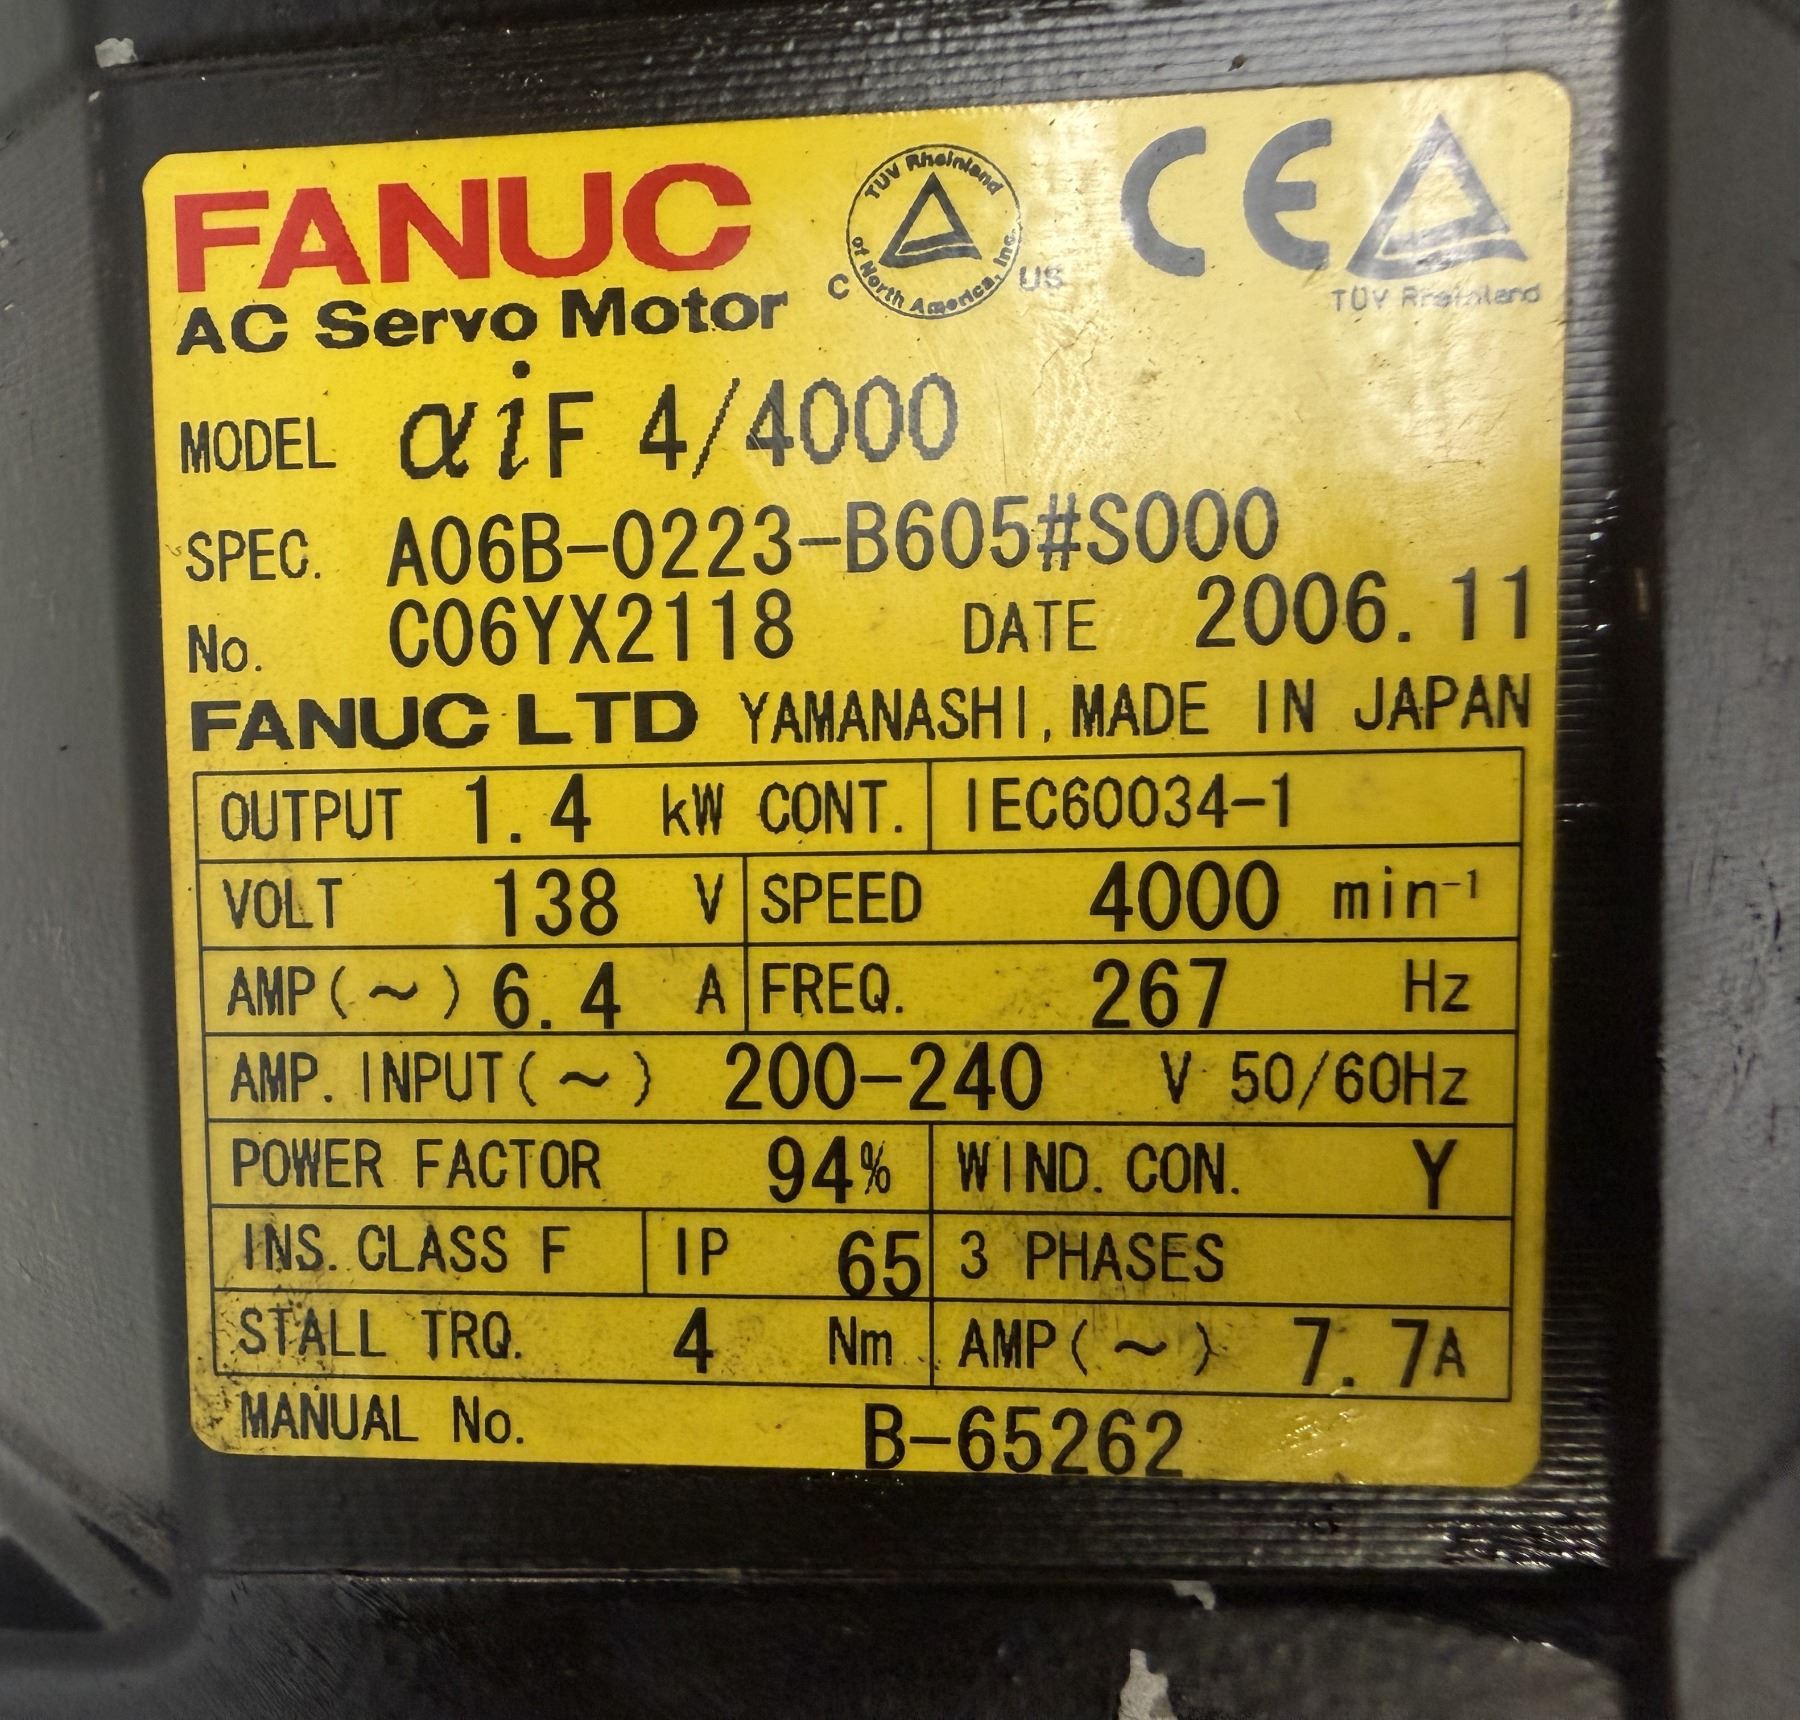 FANUC
TÜV Rheinland of North America, Inc.
C US
CE
TÜV Rheinland
AC Servo Motor
MODEL αiF 4/4000
SPEC. A06B-0223-B605#S000
No. C06YX2118 DATE 2006.11
FANUC LTD YAMANASHI, MADE IN JAPAN
OUTPUT 1.4 kW CONT. IEC60034-1
VOLT 138 V SPEED 4000 min⁻¹
AMP(~) 6.4 A FREQ. 267 Hz
AMP. INPUT(~) 200-240 V 50/60Hz
POWER FACTOR 94% WIND. CON. Y
INS. CLASS F IP 65 3 PHASES
STALL TRQ. 4 Nm AMP(~) 7.7A
MANUAL No. B-65262